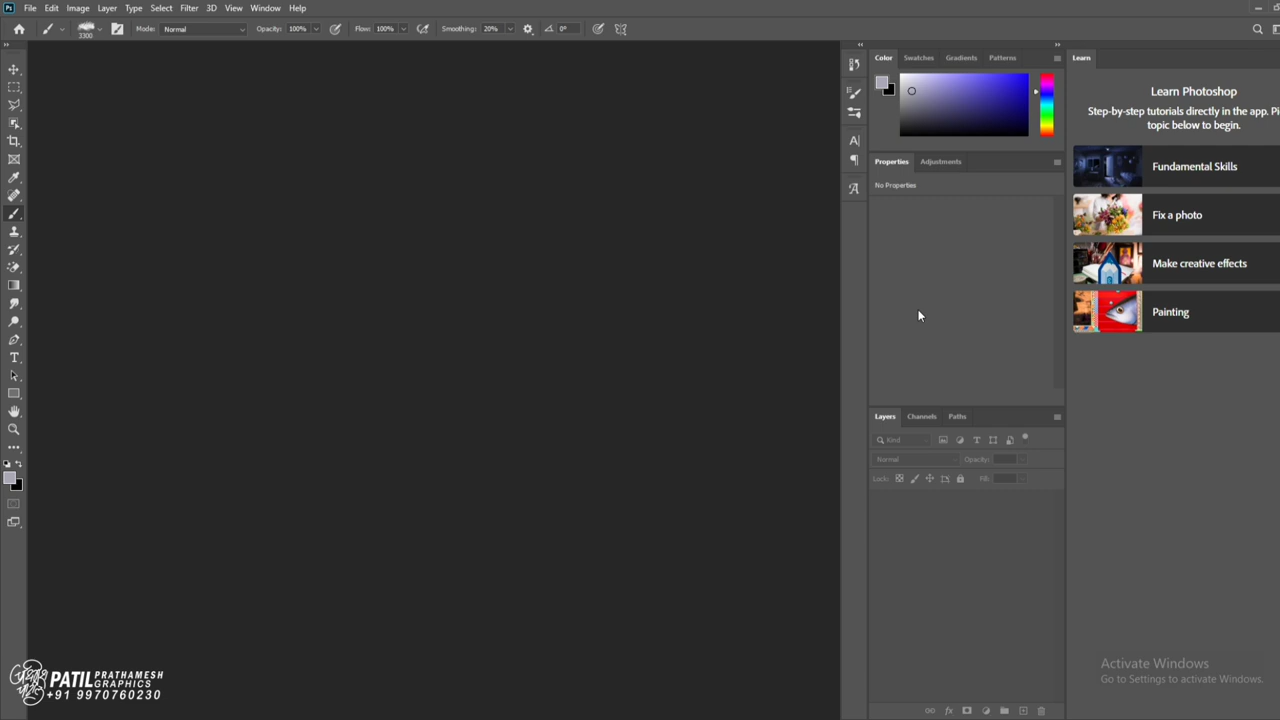 Ps File Edit Image Layer Type Select Filter 3D View Window Help
3300 Mode: Normal Opacity: 100% Flow: 100% Smoothing: 20% 0°
Color Swatches Gradients Patterns
Learn
Learn Photoshop
Step-by-step tutorials directly in the app. Pi
topic below to begin.
Fundamental Skills
Fix a photo
Make creative effects
Painting
Properties Adjustments
No Properties
Layers Channels Paths
Kind
Normal Opacity:
Lock: Fill:
PATIL PRATHAMESH
GRAPHICS
+91 9970760230
Activate Windows
Go to Settings to activate Windows.